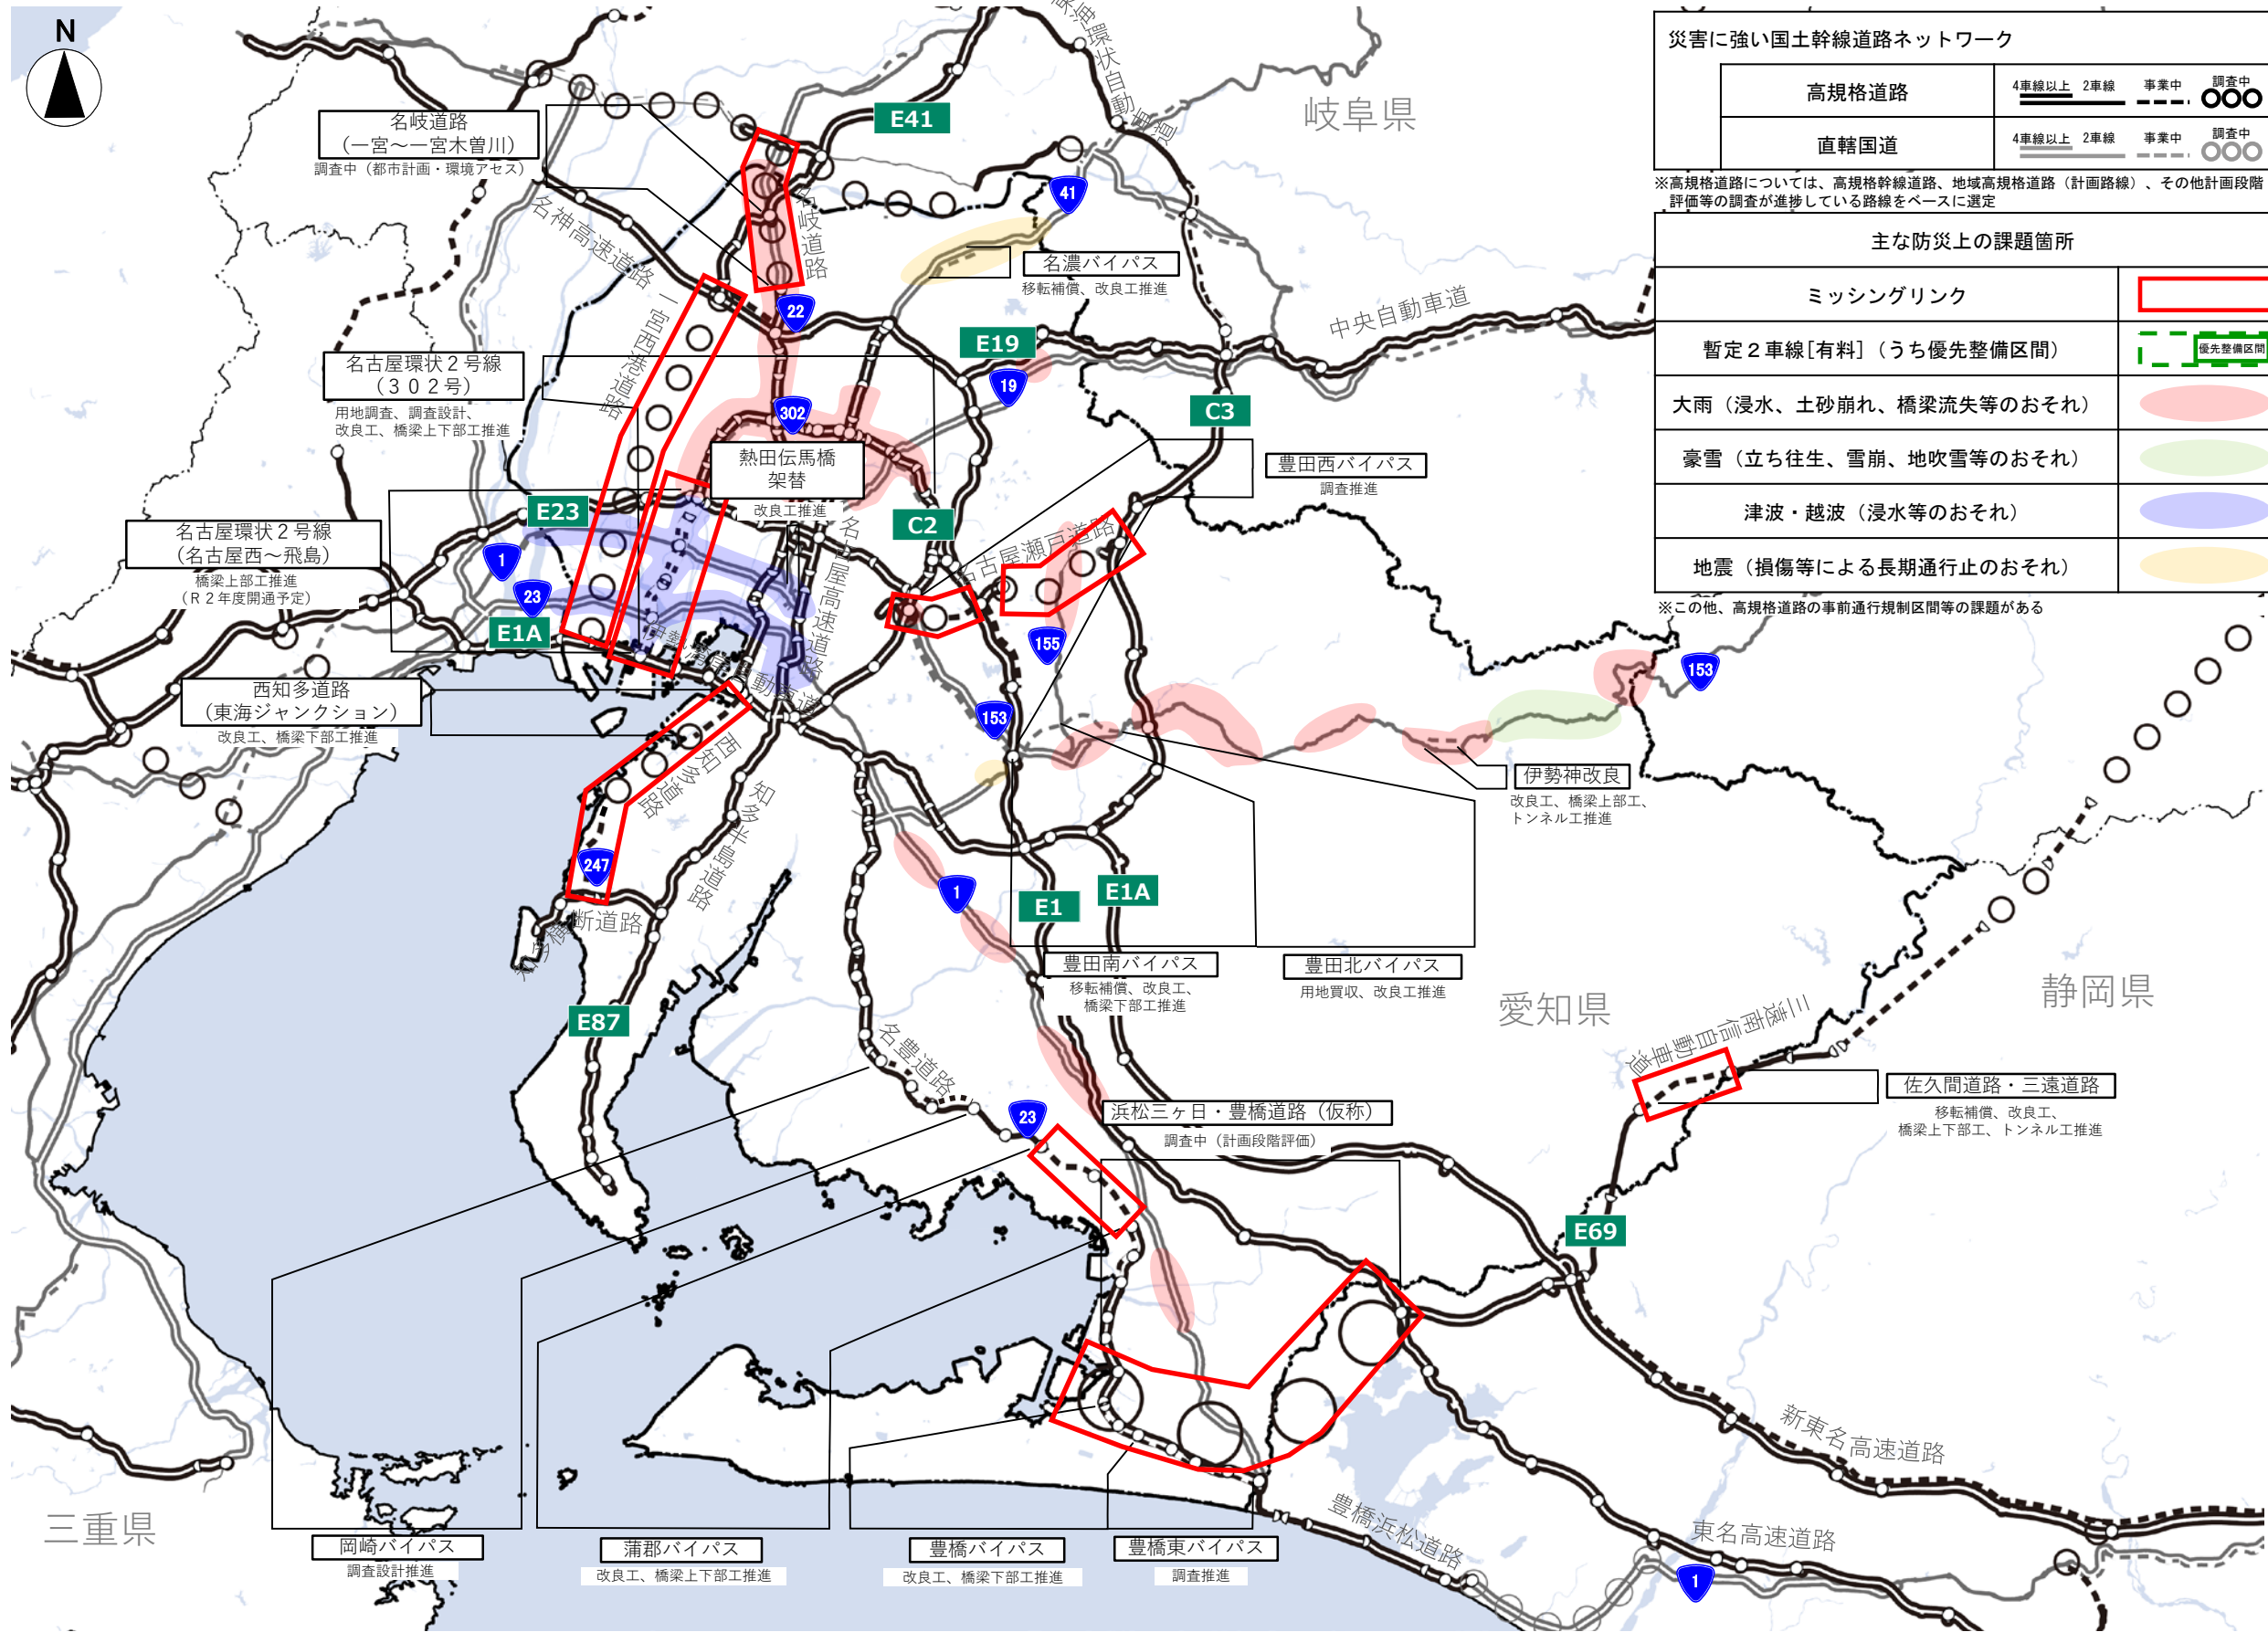 N
岐阜県
E41
名岐道路
（一宮～一宮木曽川）
調査中（都市計画・環境アセス）
名岐道路
41
名神高速道路
名濃バイパス
移転補償、改良工推進
22
一宮西港道路
中央自動車道
E19
19
C3
名古屋環状２号線
（３０２号）
用地調査、調査設計、
改良工、橋梁上下部工推進
302
熱田伝馬橋
架替
改良工推進
豊田西バイパス
調査推進
E23
C2
名古屋環状２号線
（名古屋西～飛島）
橋梁上部工推進
（Ｒ２年度開通予定）
1
23
E1A
名古屋高速道路
名古屋瀬戸道路
155
153
153
西知多道路
（東海ジャンクション）
改良工、橋梁下部工推進
西知多道路
知多半島道路
伊勢神改良
改良工、橋梁上部工、
トンネル工推進
247
1
E1
E1A
豊田南バイパス
移転補償、改良工、
橋梁下部工推進
豊田北バイパス
用地買収、改良工推進
愛知県
静岡県
E87
名豊道路
23
浜松三ヶ日・豊橋道路（仮称）
調査中（計画段階評価）
三遠南信自動車道
佐久間道路・三遠道路
移転補償、改良工、
橋梁上下部工、トンネル工推進
E69
新東名高速道路
東名高速道路
豊橋浜松道路
1
三重県
岡崎バイパス
調査設計推進
蒲郡バイパス
改良工、橋梁上下部工推進
豊橋バイパス
改良工、橋梁下部工推進
豊橋東バイパス
調査推進
災害に強い国土幹線道路ネットワーク
高規格道路
4車線以上 2車線 事業中 調査中
直轄国道
4車線以上 2車線 事業中 調査中
※高規格道路については、高規格幹線道路、地域高規格道路（計画路線）、その他計画段階
評価等の調査が進捗している路線をベースに選定
主な防災上の課題箇所
ミッシングリンク
暫定２車線[有料]（うち優先整備区間）
優先整備区間
大雨（浸水、土砂崩れ、橋梁流失等のおそれ）
豪雪（立ち往生、雪崩、地吹雪等のおそれ）
津波・越波（浸水等のおそれ）
地震（損傷等による長期通行止のおそれ）
※この他、高規格道路の事前通行規制区間等の課題がある